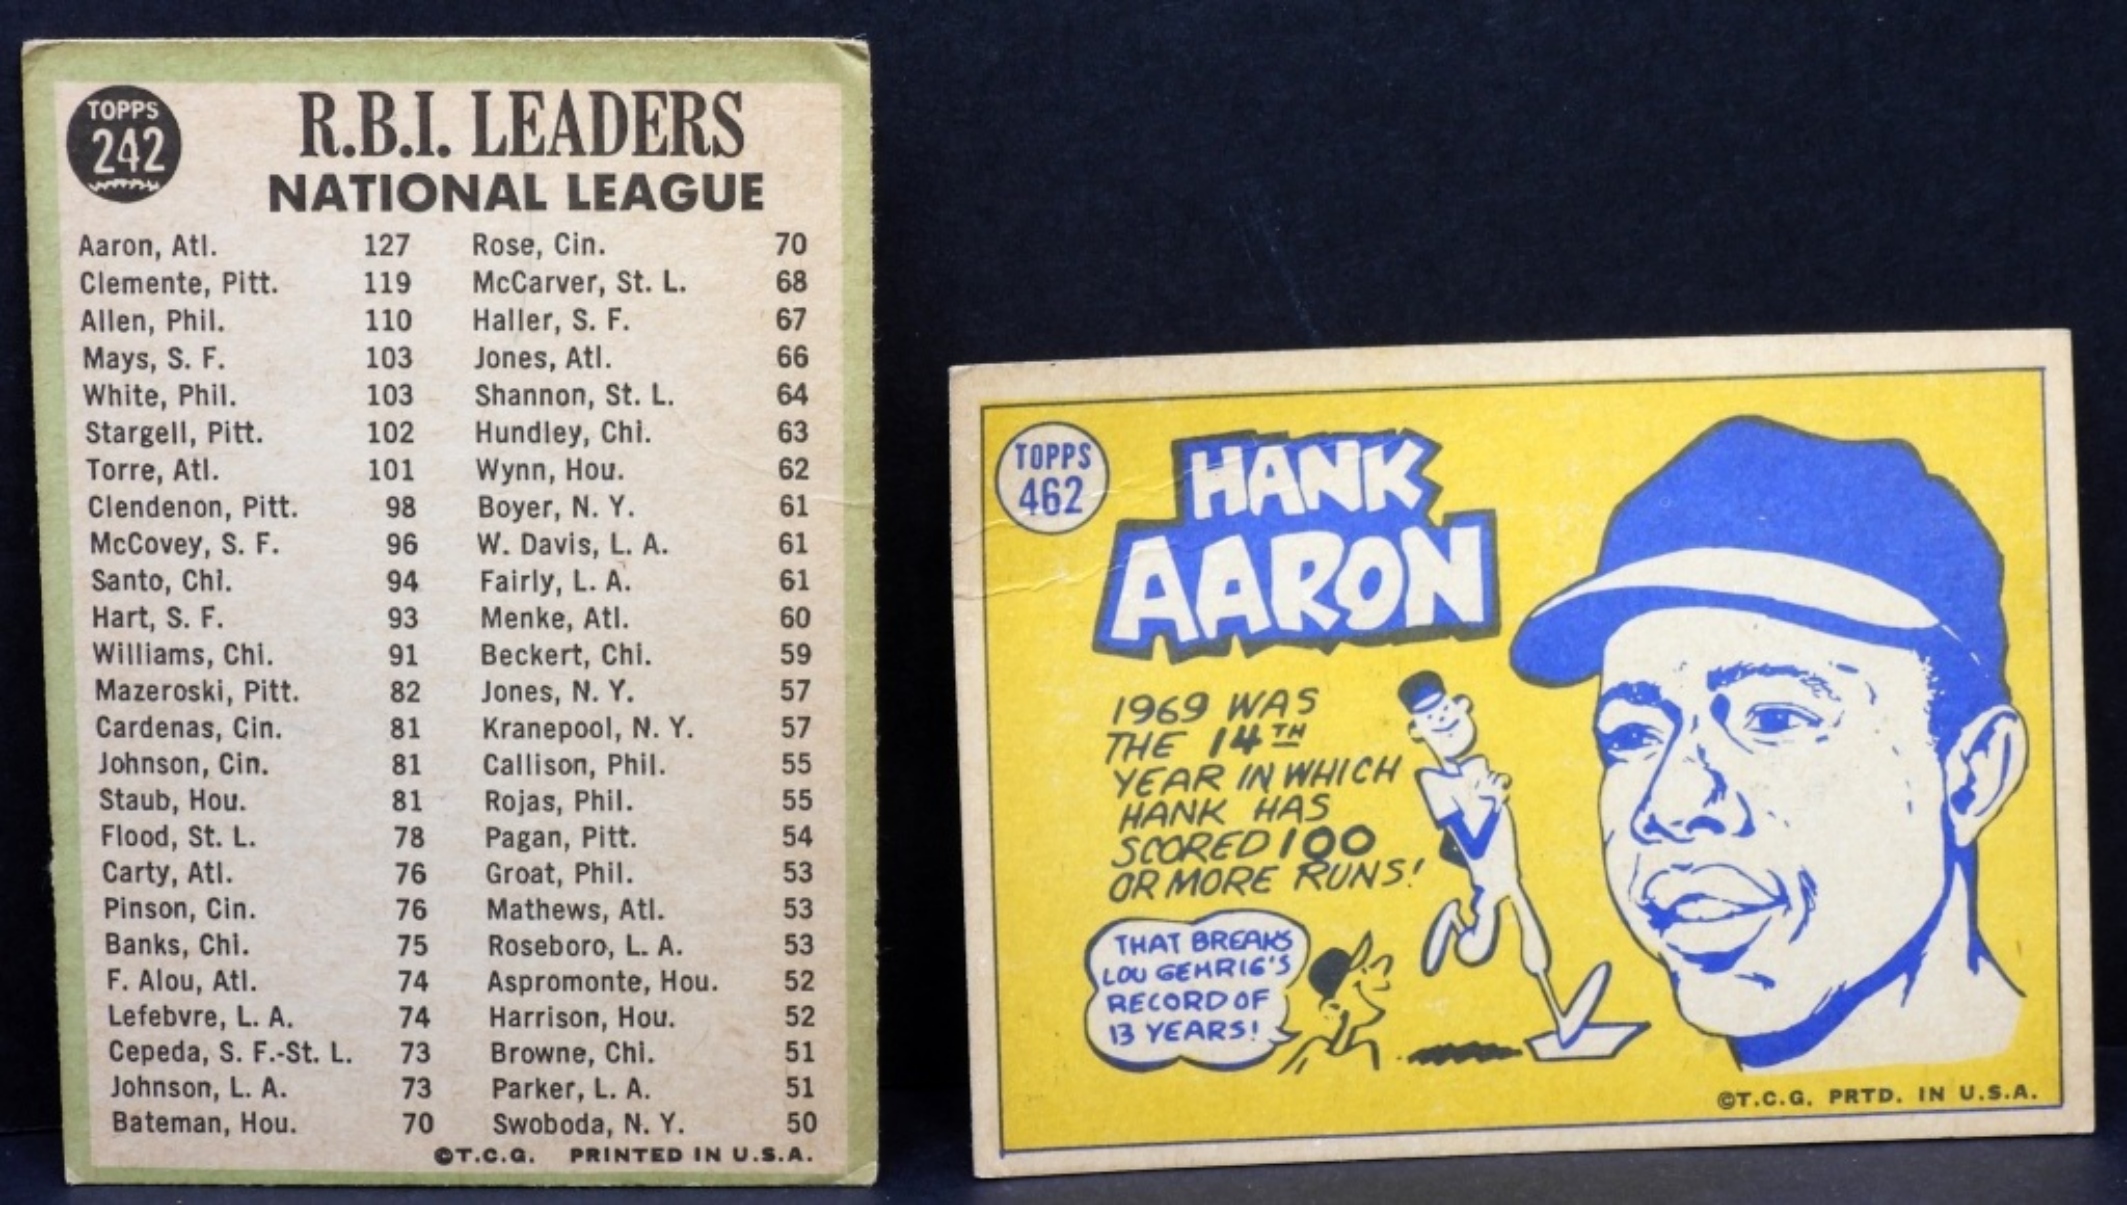 TOPPS
242
R.B.I. LEADERS
NATIONAL LEAGUE
Aaron, Atl. 127 Rose, Cin. 70
Clemente, Pitt. 119 McCarver, St. L. 68
Allen, Phil. 110 Haller, S. F. 67
Mays, S. F. 103 Jones, Atl. 66
White, Phil. 103 Shannon, St. L. 64
Stargell, Pitt. 102 Hundley, Chi. 63
Torre, Atl. 101 Wynn, Hou. 62
Clendenon, Pitt. 98 Boyer, N. Y. 61
McCovey, S. F. 96 W. Davis, L. A. 61
Santo, Chi. 94 Fairly, L. A. 61
Hart, S. F. 93 Menke, Atl. 60
Williams, Chi. 91 Beckert, Chi. 59
Mazeroski, Pitt. 82 Jones, N. Y. 57
Cardenas, Cin. 81 Kranepool, N. Y. 57
Johnson, Cin. 81 Callison, Phil. 55
Staub, Hou. 81 Rojas, Phil. 55
Flood, St. L. 78 Pagan, Pitt. 54
Carty, Atl. 76 Groat, Phil. 53
Pinson, Cin. 76 Mathews, Atl. 53
Banks, Chi. 75 Roseboro, L. A. 53
F. Alou, Atl. 74 Aspromonte, Hou. 52
Lefebvre, L. A. 74 Harrison, Hou. 52
Cepeda, S. F.-St. L. 73 Browne, Chi. 51
Johnson, L. A. 73 Parker, L. A. 51
Bateman, Hou. 70 Swoboda, N. Y. 50
©T.C.G. PRINTED IN U.S.A.
TOPPS
462
HANK
AARON
1969 WAS
THE 14TH
YEAR IN WHICH
HANK HAS
SCORED 100
OR MORE RUNS!
THAT BREAKS
LOU GEHRIG'S
RECORD OF
13 YEARS!
©T.C.G. PRTD. IN U.S.A.